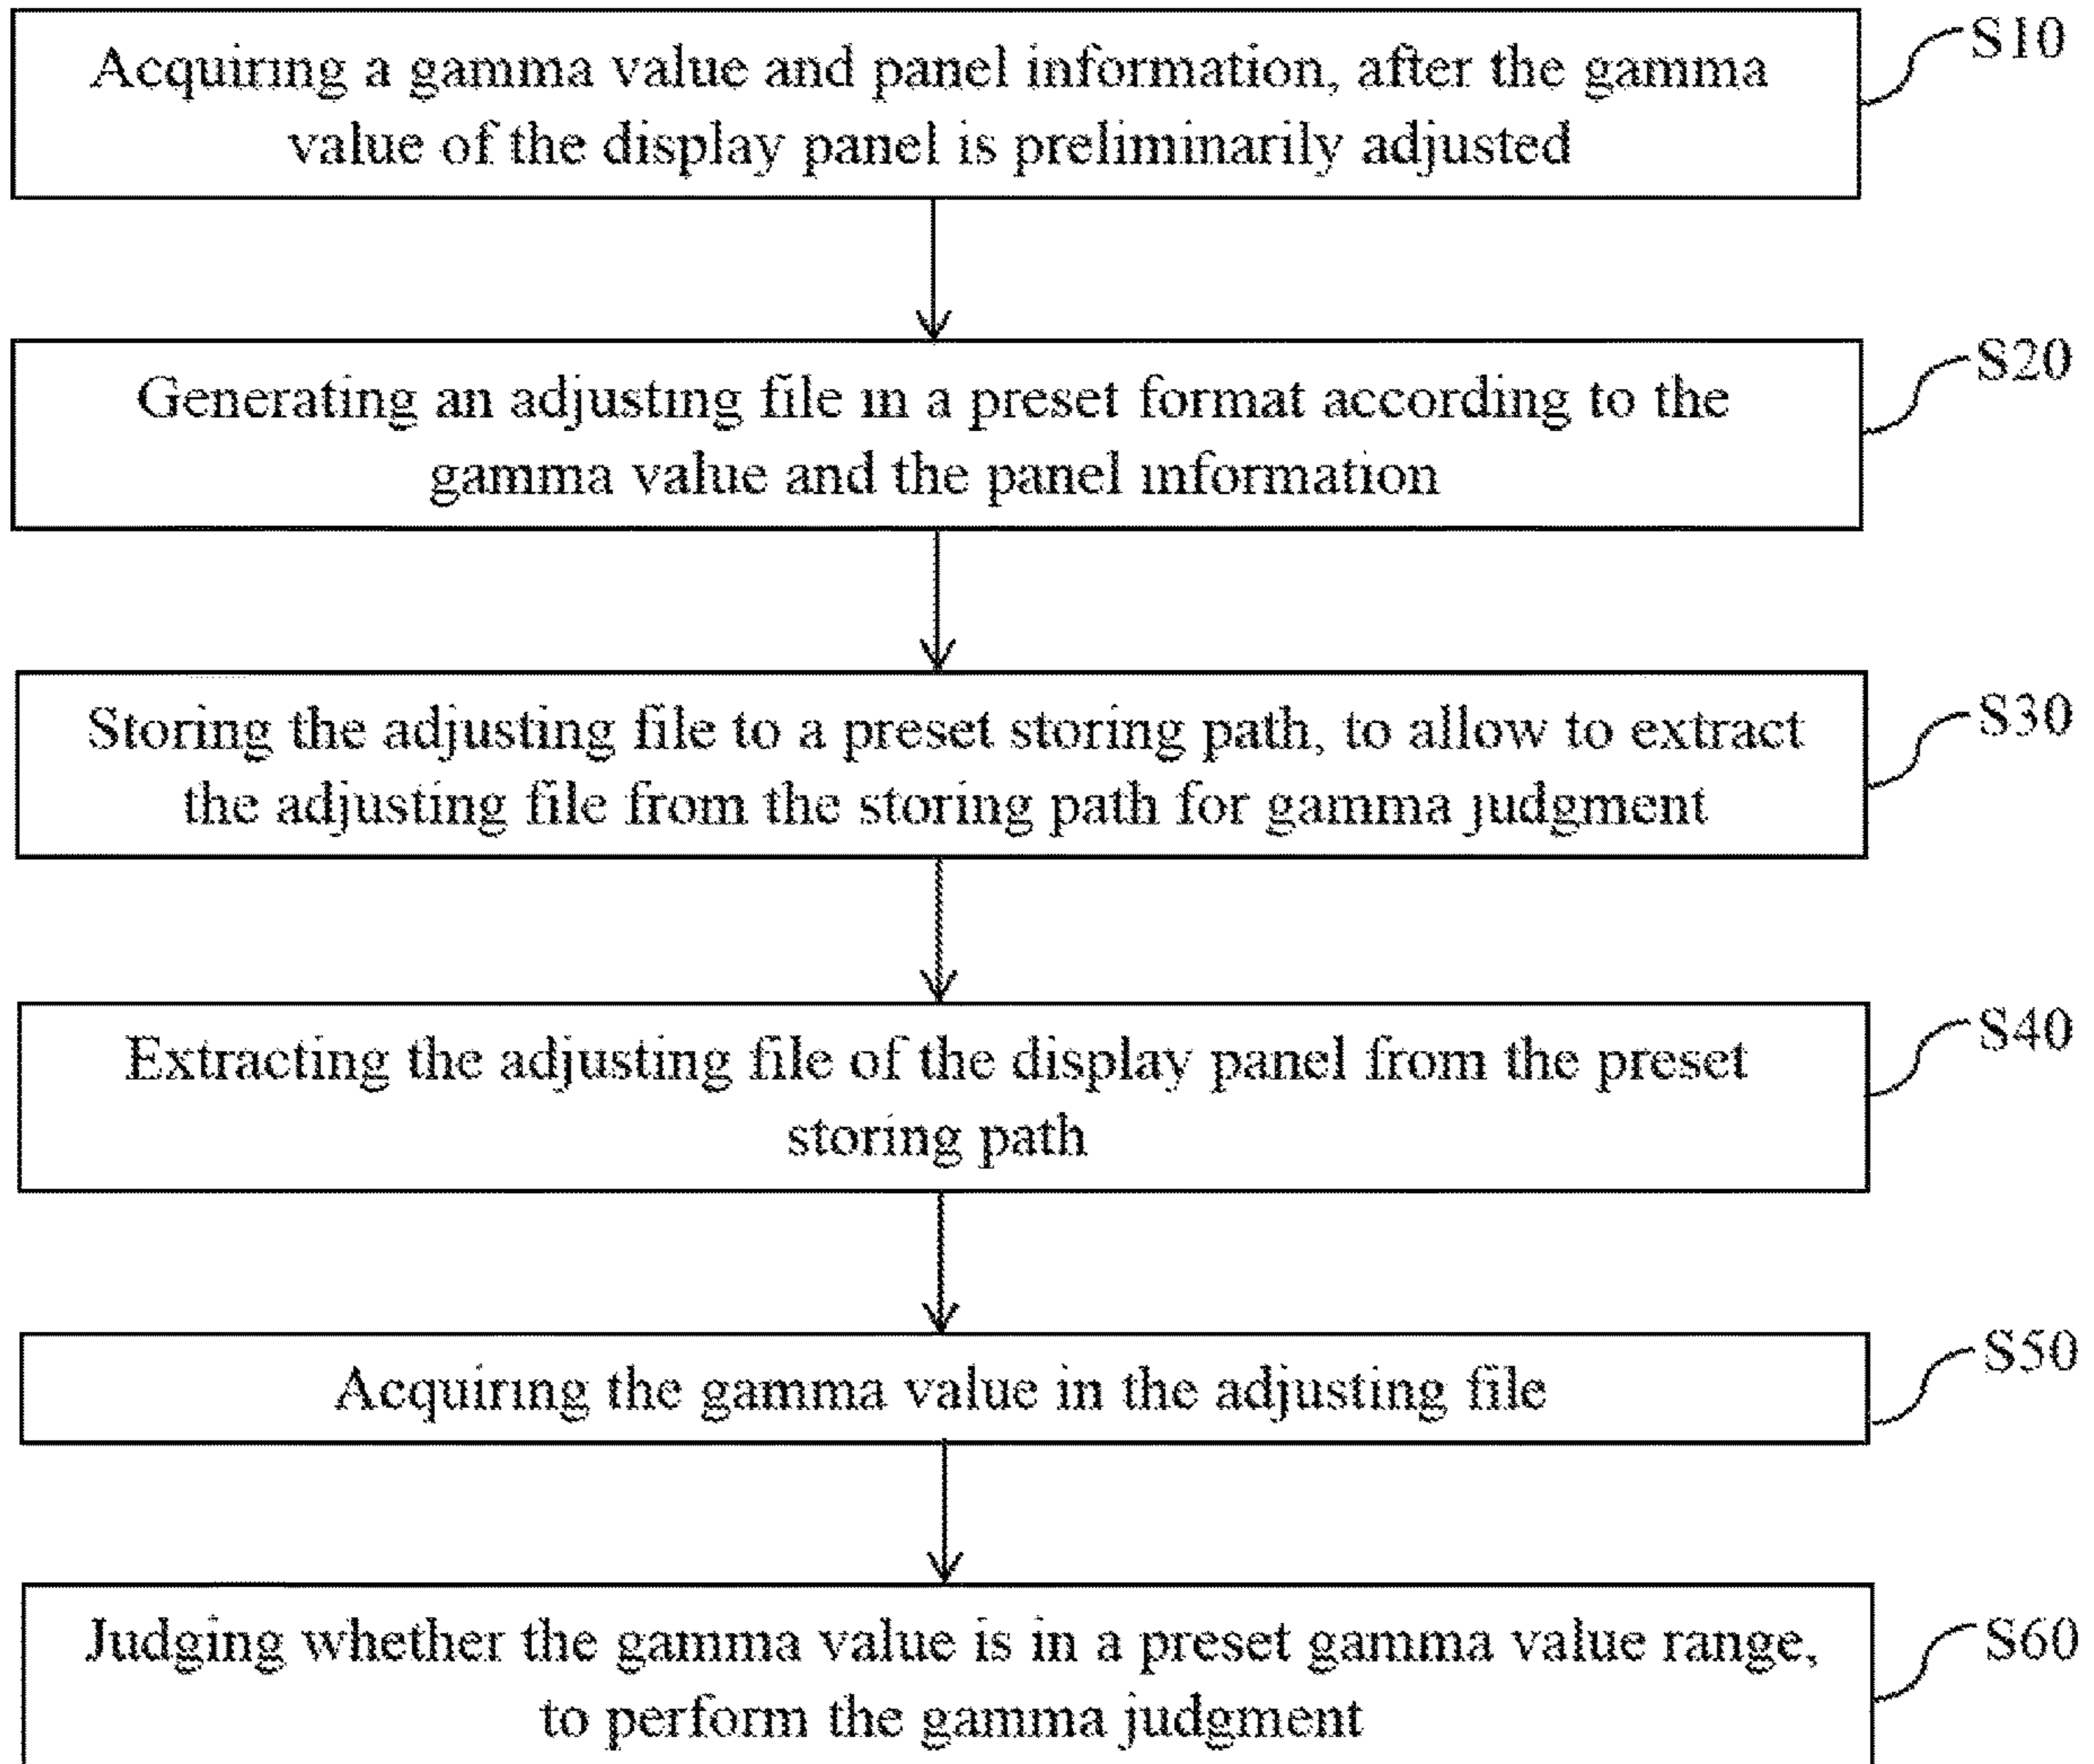 Acquiring a gamma value and panel information, after the gamma
value of the display panel is preliminarily adjusted
S10
Generating an adjusting file in a preset format according to the
gamma value and the panel information
S20
Storing the adjusting file to a preset storing path, to allow to extract
the adjusting file from the storing path for gamma judgment
S30
Extracting the adjusting file of the display panel from the preset
storing path
S40
Acquiring the gamma value in the adjusting file
S50
Judging whether the gamma value is in a preset gamma value range,
to perform the gamma judgment
S60